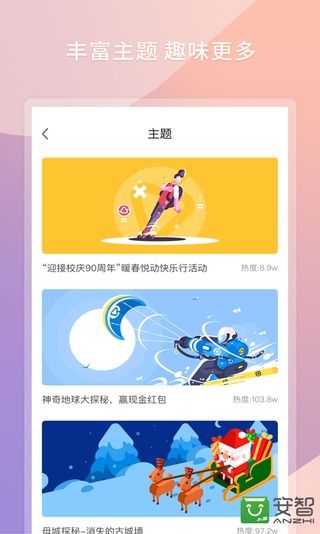 丰富主题 趣味更多
主题
“迎接校庆90周年”暖春悦动快乐行活动
热度:8.9w
神奇地球大探秘，赢现金红包
热度:103.8w
母城探秘-消失的古城墙
热度:97.2w
安智
ANZHI